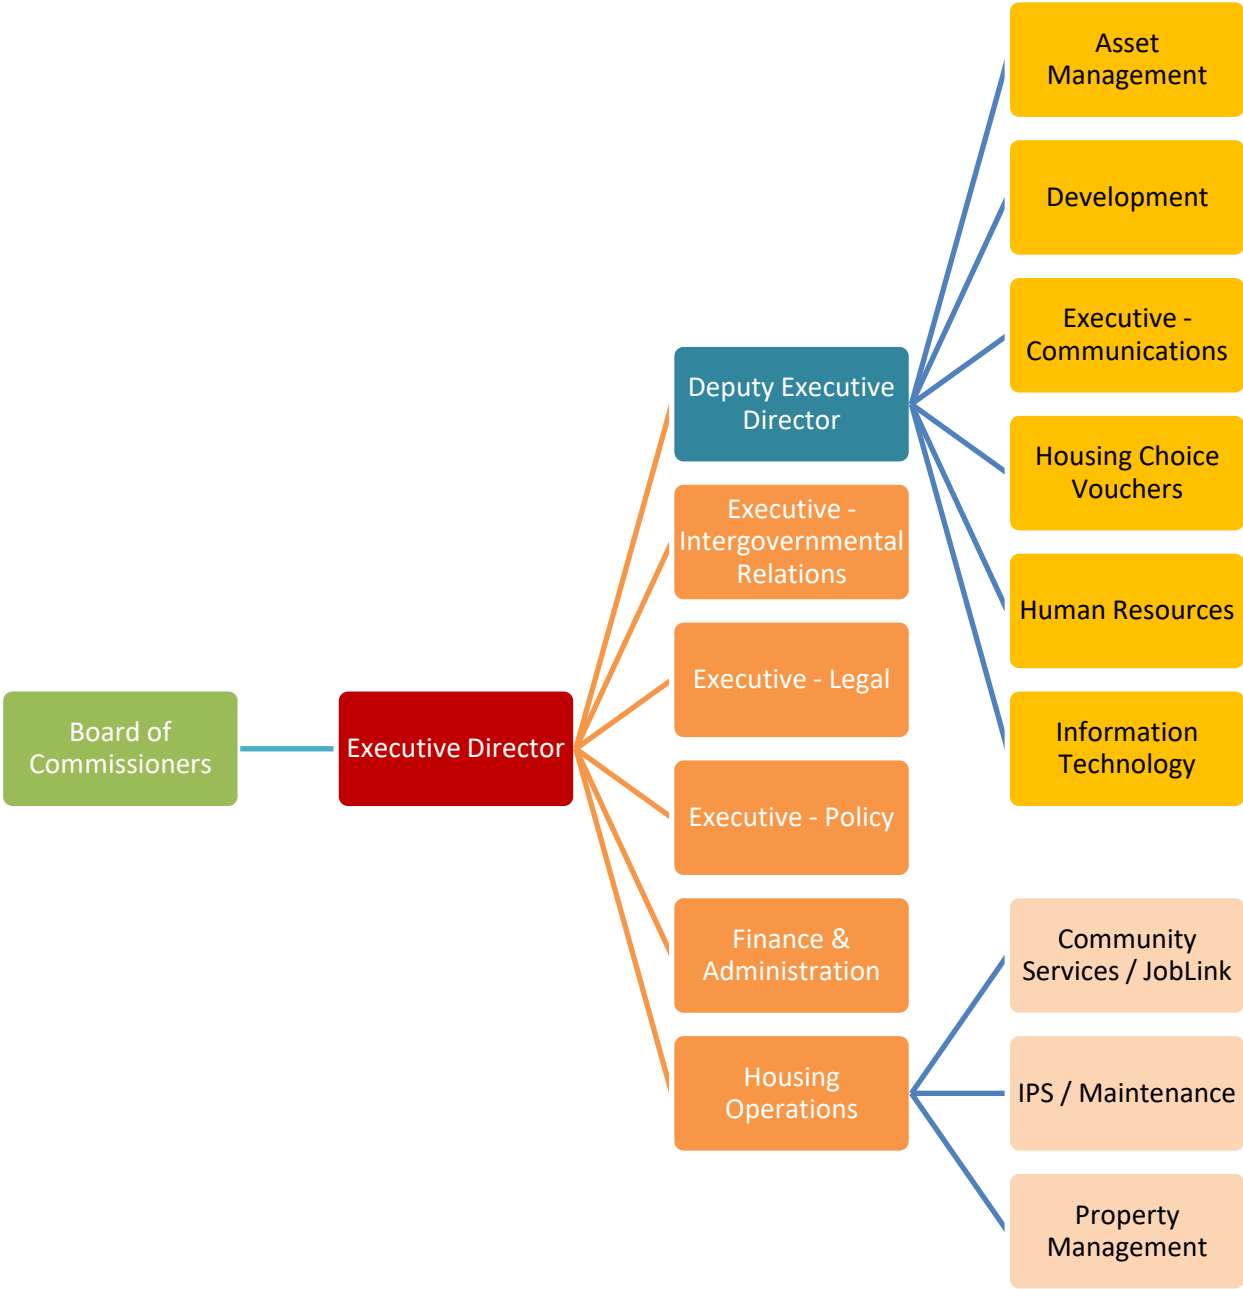 Board of
Commissioners
Executive Director
Deputy Executive
Director
Executive -
Intergovernmental
Relations
Executive - Legal
Executive - Policy
Finance &
Administration
Housing
Operations
Asset
Management
Development
Executive -
Communications
Housing Choice
Vouchers
Human Resources
Information
Technology
Community
Services / JobLink
IPS / Maintenance
Property
Management